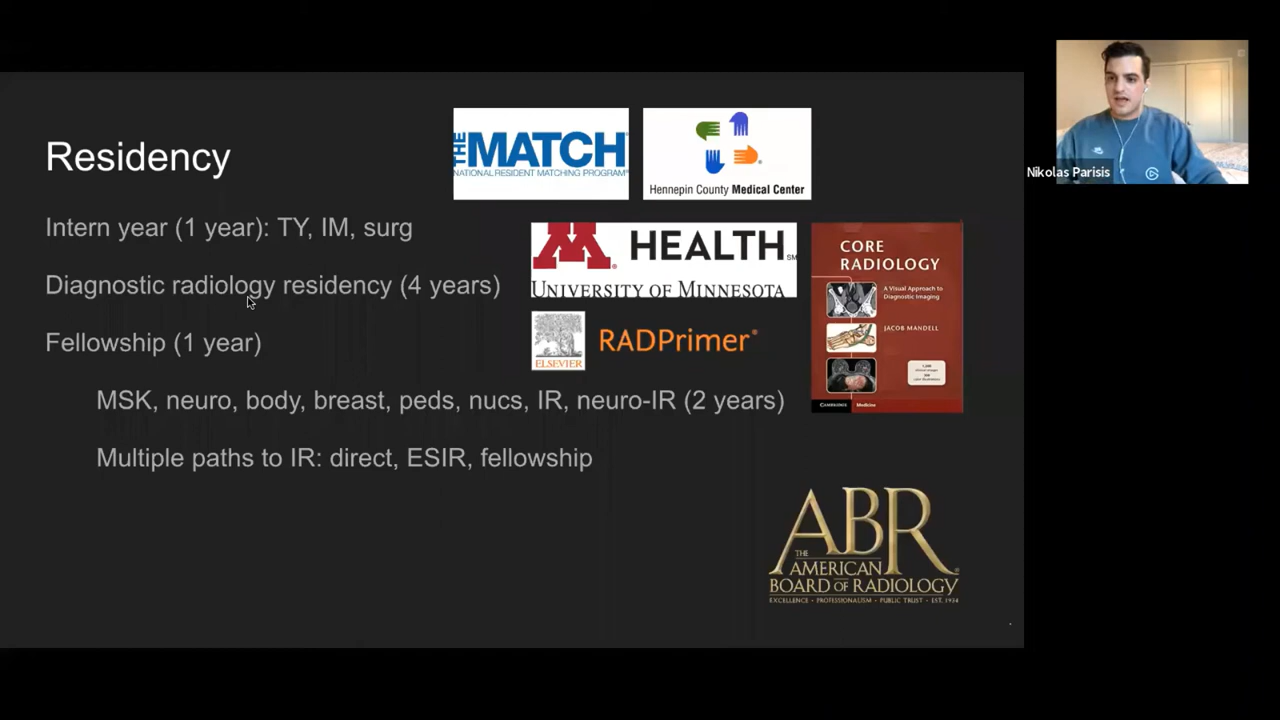 Residency
Intern year (1 year): TY, IM, surg
Diagnostic radiology residency (4 years)
Fellowship (1 year)
MSK, neuro, body, breast, peds, nucs, IR, neuro-IR (2 years)
Multiple paths to IR: direct, ESIR, fellowship
THE MATCH
NATIONAL RESIDENT MATCHING PROGRAM
Hennepin County Medical Center
M HEALTH SM
UNIVERSITY OF MINNESOTA
ELSEVIER
RADPrimer
CORE
RADIOLOGY
A Visual Approach to
Diagnostic Imaging
JACOB MANDELL
CAMBRIDGE Medicine
ABR
THE
AMERICAN
BOARD OF RADIOLOGY
EXCELLENCE • PROFESSIONALISM • PUBLIC TRUST • EST. 1934
Nikolas Parisis